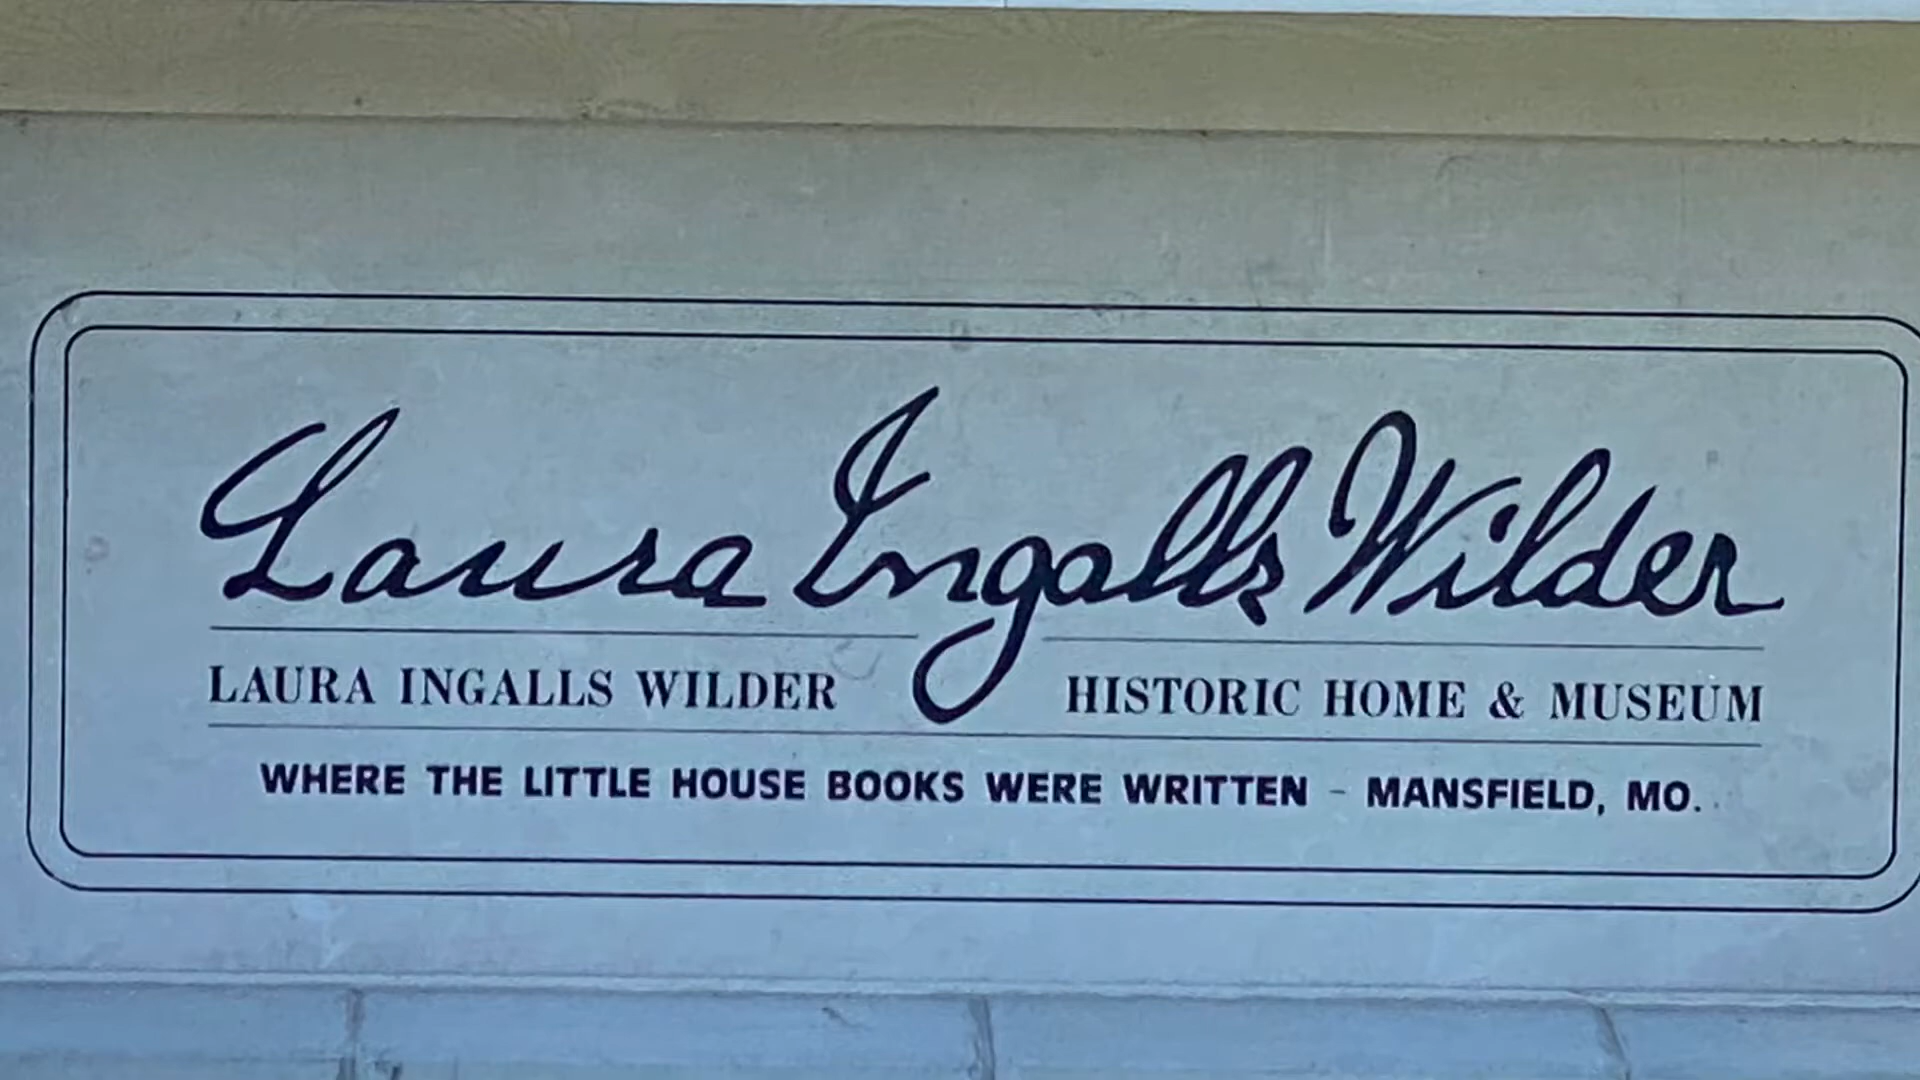 Laura Ingalls Wilder
LAURA INGALLS WILDER HISTORIC HOME & MUSEUM
WHERE THE LITTLE HOUSE BOOKS WERE WRITTEN - MANSFIELD, MO.